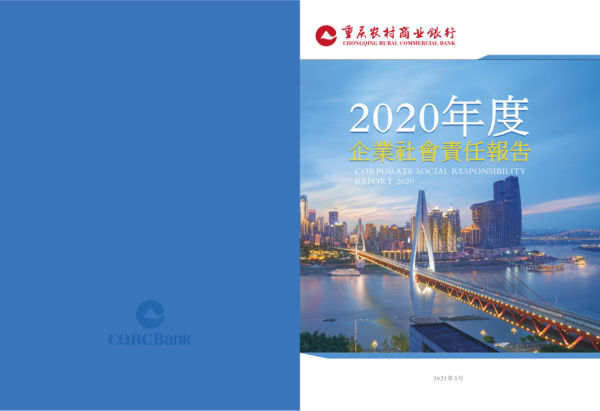 CQRCBank
重庆农村商业银行
CHONGQING RURAL COMMERCIAL BANK
2020年度
企業社會責任報告
CORPORATE SOCIAL RESPONSIBILITY
REPORT 2020
2021年3月